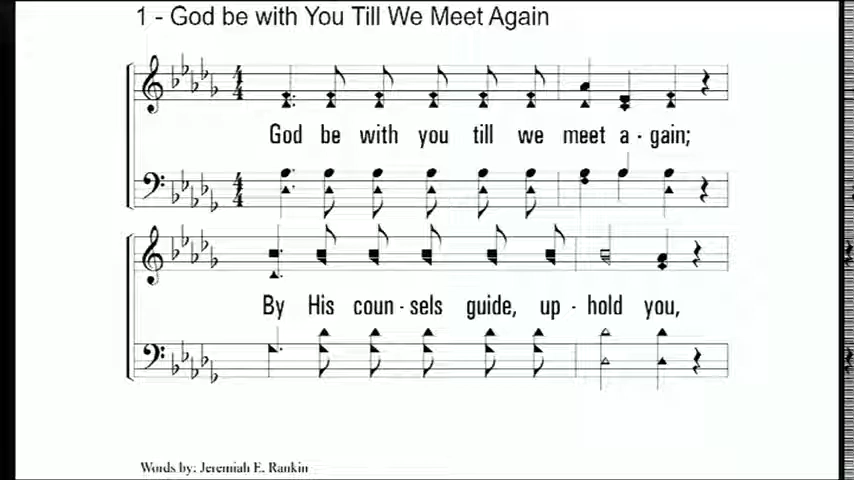 1 - God be with You Till We Meet Again
God be with you till we meet a - gain;
By His coun - sels guide, up - hold you,
Words by: Jeremiah E. Rankin